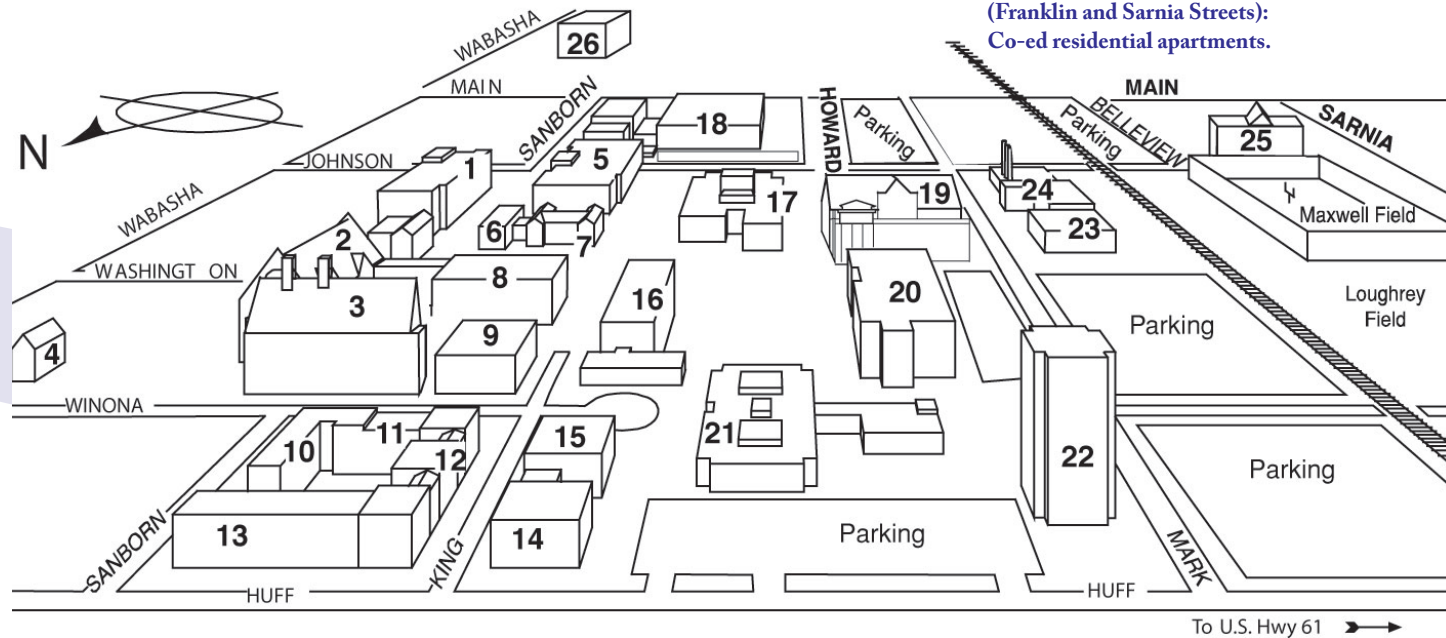 (Franklin and Sarnia Streets):
Co-ed residential apartments.
WABASHA
26
MAIN
SANBORN
HOWARD
Parking
MAIN
BELLEVIEW
Parking
SARNIA
N
18
25
JOHNSON
1
5
24
19
17
Maxwell Field
WABASHA
6
7
23
2
WASHINGT ON
8
3
16
20
Loughrey
Field
9
Parking
4
WINONA
10
11
12
15
21
22
Parking
13
14
Parking
SANBORN
KING
MARK
HUFF
HUFF
To U.S. Hwy 61